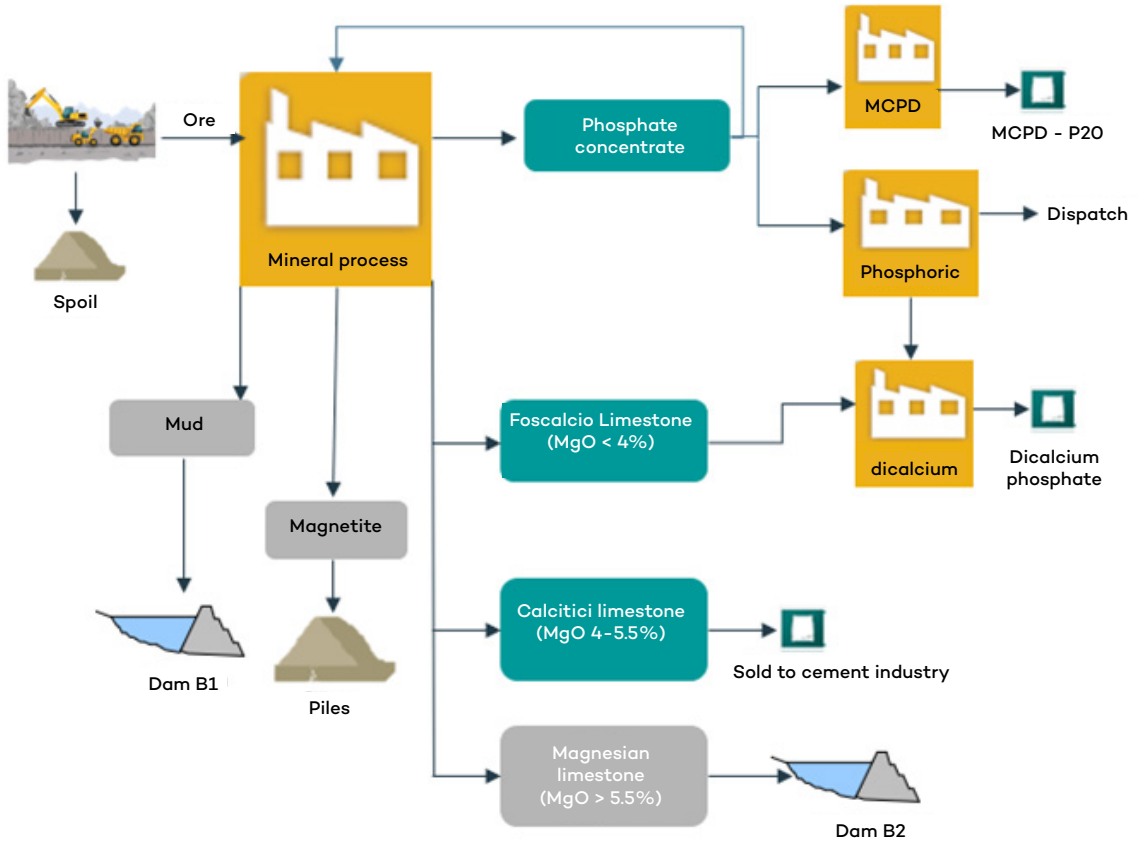 Ore
Spoil
Mineral process
Phosphate
concentrate
MCPD
MCPD - P20
Phosphoric
Dispatch
Mud
Dam B1
Magnetite
Piles
Foscalcio Limestone
(MgO < 4%)
dicalcium
Dicalcium
phosphate
Calcitici limestone
(MgO 4-5.5%)
Sold to cement industry
Magnesian
limestone
(MgO > 5.5%)
Dam B2